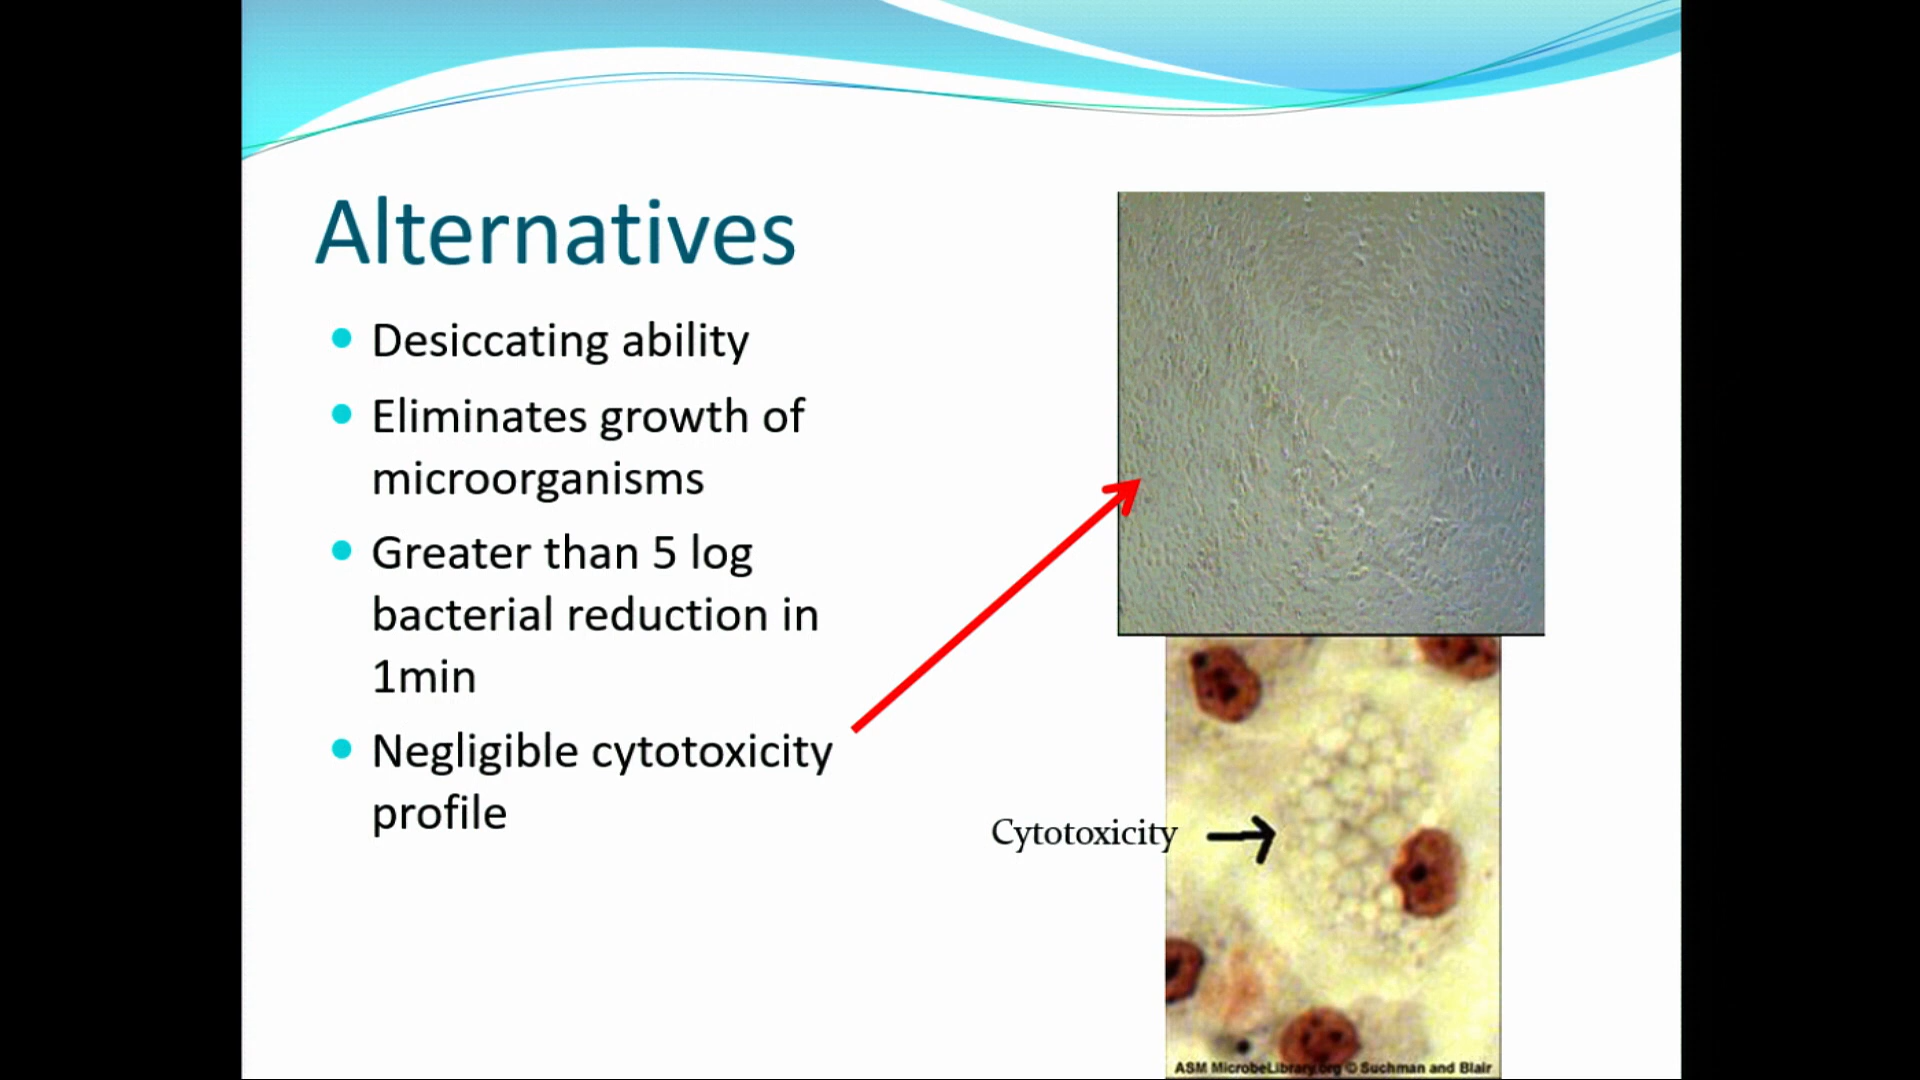 Alternatives
Desiccating ability
Eliminates growth of
microorganisms
Greater than 5 log
bacterial reduction in
1min
Negligible cytotoxicity
profile
Cytotoxicity
ASM MicrobeLibrary.org © Suchman and Blair